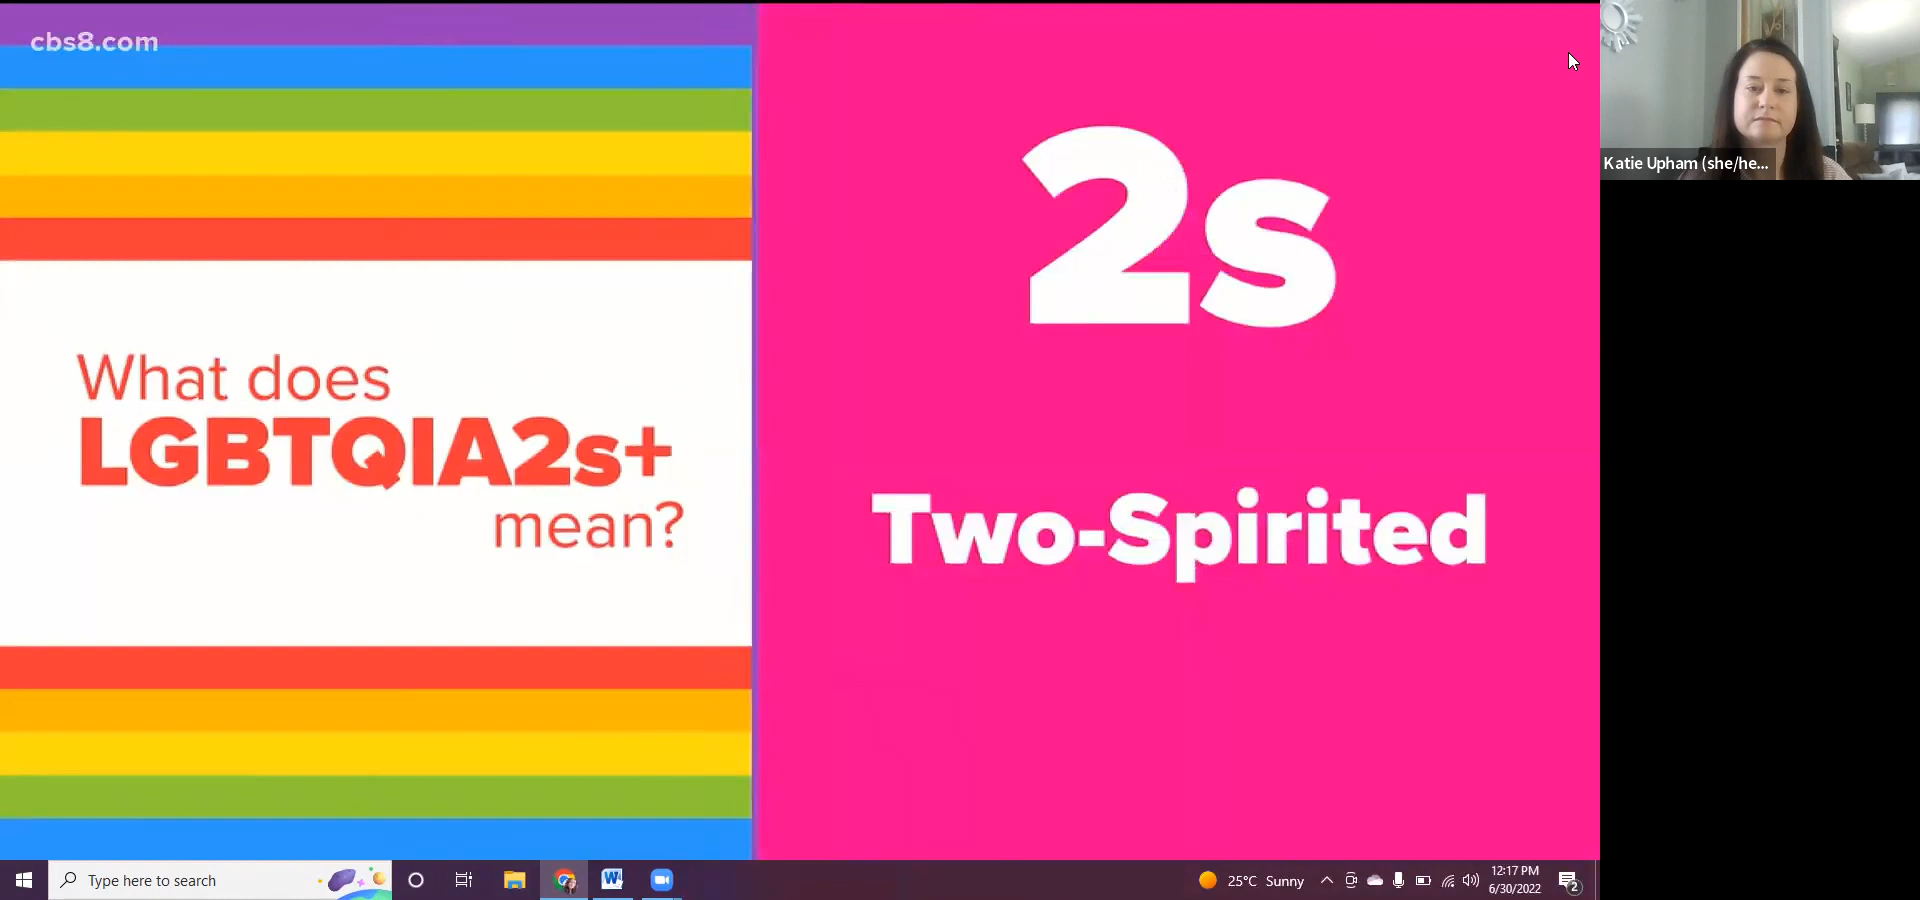 cbs8.com
What does
LGBTQIA2s+
mean?
2s
Two-Spirited
Katie Upham (she/he...
Type here to search
W
25°C Sunny
12:17 PM
6/30/2022
2